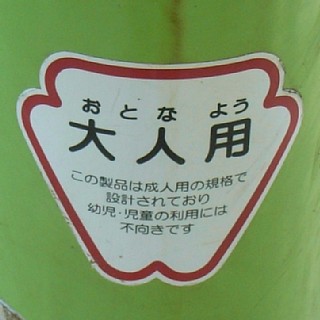 おとな よう
大人用
この製品は成人用の規格で
設計されており
幼児・児童の利用には
不向きです